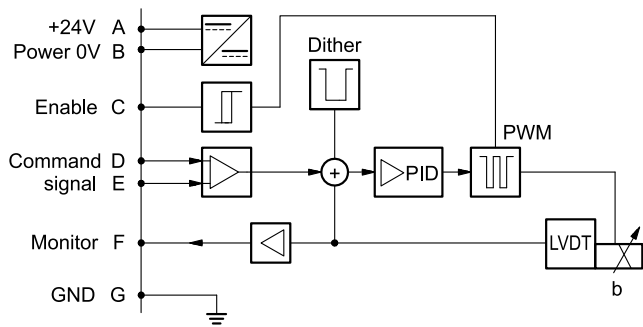 +24V A
Power 0V B
Dither
Enable C
PWM
Command D
signal E
+
PID
Monitor F
LVDT
GND G
b